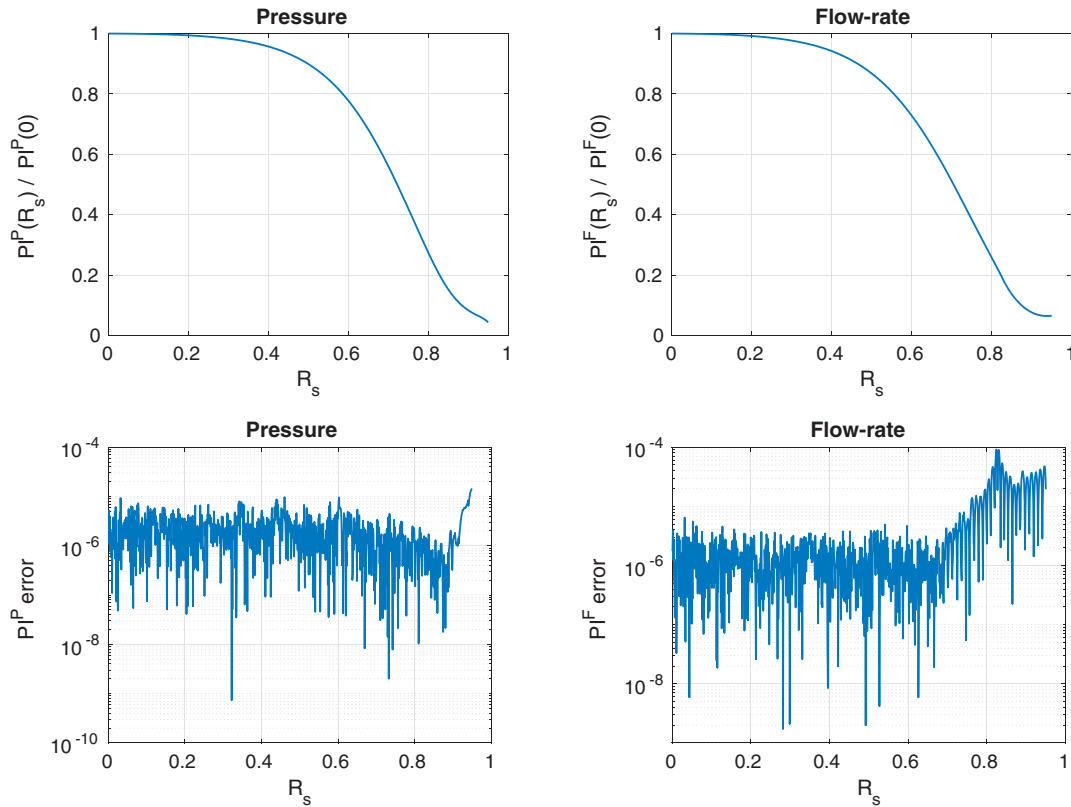 Pressure
PI^P(R_s) / PI^P(0)
1
0.8
0.6
0.4
0.2
0
0 0.2 0.4 0.6 0.8 1
R_s
Flow-rate
PI^F(R_s) / PI^F(0)
1
0.8
0.6
0.4
0.2
0
0 0.2 0.4 0.6 0.8 1
R_s
Pressure
PI^P error
10^-4
10^-6
10^-8
10^-10
0 0.2 0.4 0.6 0.8 1
R_s
Flow-rate
PI^F error
10^-4
10^-6
10^-8
0 0.2 0.4 0.6 0.8 1
R_s